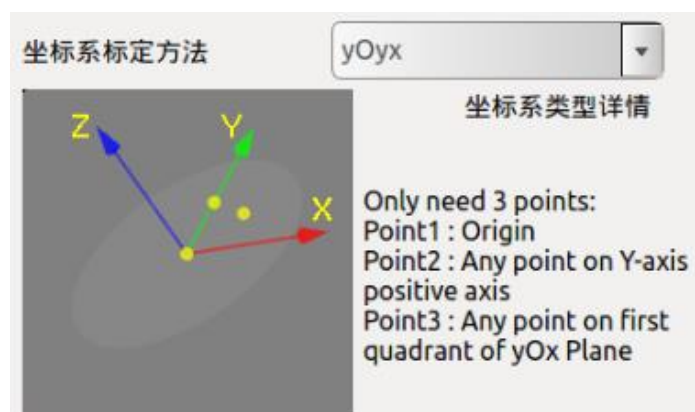 坐标系标定方法
yOyx
坐标系类型详情
Z
Y
X
Only need 3 points:
Point1 : Origin
Point2 : Any point on Y-axis
positive axis
Point3 : Any point on first
quadrant of yOx Plane